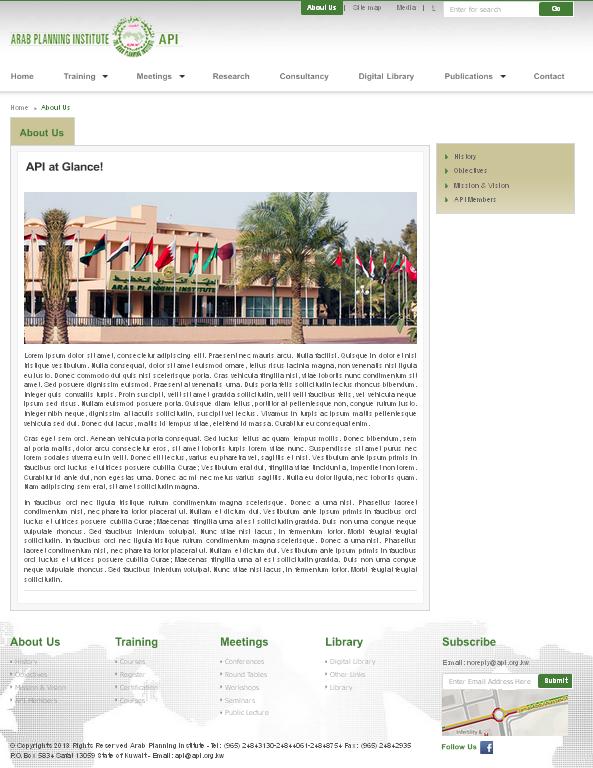 About Us | Site map Media | ع Enter for search Go
ARAB PLANNING INSTITUTE API
Home Training Meetings Research Consultancy Digital Library Publications Contact
Home » About Us
About Us
API at Glance!
History
Objectives
Mission & Vision
API Members
ARAB PLANNING INSTITUTE
Lorem ipsum dolor sit amet, consectetur adipiscing elit. Praesent nec mauris arcu. Nulla facilisi. Quisque in dolor et nisl
tristique vestibulum. Nulla consequat, dolor sit amet euismod ornare, tellus risus lacinia magna, non venenatis nisl ligula
eu justo. Donec commodo dui quis nisl scelerisque porta. Cras vehicula fringilla nisl, vitae lobortis nunc condimentum sit
amet. Sed posuere dignissim euismod. Praesent at venenatis urna. Duis porta felis sollicitudin lectus rhoncus bibendum.
Integer quis convallis turpis. Proin suscipit, velit sit amet gravida sollicitudin, velit velit faucibus felis, vel vehicula neque
ipsum sed risus. Nullam euismod posuere porta. Quisque diam tellus, porttitor at pellentesque non, congue rutrum justo.
Integer nibh neque, dignissim at iaculis sollicitudin, suscipit vel lectus. Vivamus in turpis ac ipsum mattis pellentesque
vehicula sed dui. Donec dui lacus, mattis id tempus vitae, eleifend id massa. Curabitur eu consequat enim.
Cras eget sem orci. Aenean vehicula porta consequat. Sed luctus tellus ac quam tempus mollis. Donec bibendum, sem
at porta mattis, dolor arcu consectetur eros, sit amet lobortis turpis lorem vitae nunc. Suspendisse sit amet purus nec
lorem sodales viverra eu in velit. Donec elit lectus, varius eu pharetra vel, sagittis et nisl. Vestibulum ante ipsum primis in
faucibus orci luctus et ultrices posuere cubilia Curae; Vestibulum erat dui, fringilla vitae tincidunt a, imperdiet non lorem.
Curabitur id ante dui, non egestas urna. Donec ac mi nec metus varius sagittis. Nulla eu dolor ligula, nec lobortis quam.
Nam adipiscing sem erat, sit amet sollicitudin magna.
In faucibus orci nec ligula tristique rutrum condimentum magna scelerisque. Donec a urna nisl. Phasellus laoreet
condimentum nisl, nec pharetra tortor placerat ut. Nullam et dictum dui. Vestibulum ante ipsum primis in faucibus orci
luctus et ultrices posuere cubilia Curae; Maecenas fringilla urna at est sollicitudin gravida. Duis non urna congue neque
vulputate rhoncus. Sed faucibus interdum volutpat. Nunc vitae nisl lacus, in fermentum tortor. Morbi feugiat feugiat
sollicitudin. In faucibus orci nec ligula tristique rutrum condimentum magna scelerisque. Donec a urna nisl. Phasellus
laoreet condimentum nisl, nec pharetra tortor placerat ut. Nullam et dictum dui. Vestibulum ante ipsum primis in faucibus
orci luctus et ultrices posuere cubilia Curae; Maecenas fringilla urna at est sollicitudin gravida. Duis non urna congue
neque vulputate rhoncus. Sed faucibus interdum volutpat. Nunc vitae nisl lacus, in fermentum tortor. Morbi feugiat feugiat
sollicitudin.
About Us
History
Objectives
Mission & Vision
API Members
Training
Courses
Register
Certification
Courses
Meetings
Conferences
Round Tables
Workshops
Seminars
Public Lecture
Library
Digital Library
Other Links
Library
Subscribe
Email: noreply@api.org.kw
Enter Email Address Here Submit
Follow Us f
© Copyrights 2013 Rights Reserved Arab Planning Institute - Tel: (965) 24843130-24844061-24848754 Fax: (965) 24842935
P.O. Box 5834 Safat 13059 State of Kuwait - Email: api@api.org.kw